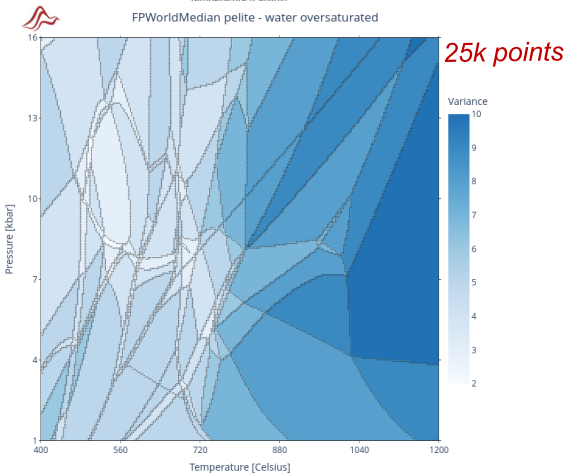 FPWorldMedian pelite - water oversaturated
25k points
Variance
16
13
10
7
4
1
Pressure [kbar]
400 560 720 880 1040 1200
Temperature [Celsius]
10
9
8
7
6
5
4
3
2